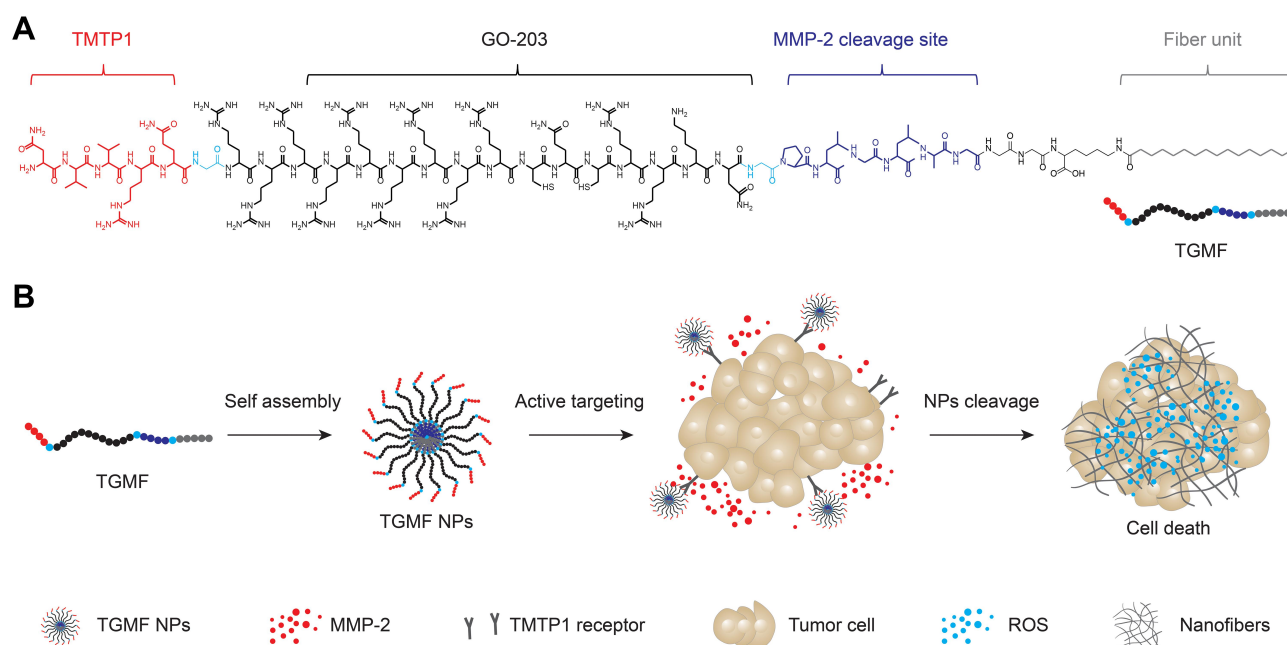 A
TMTP1
GO-203
MMP-2 cleavage site
Fiber unit
TGMF
B
Self assembly
Active targeting
NPs cleavage
TGMF
TGMF NPs
Cell death
TGMF NPs
MMP-2
TMTP1 receptor
Tumor cell
ROS
Nanofibers